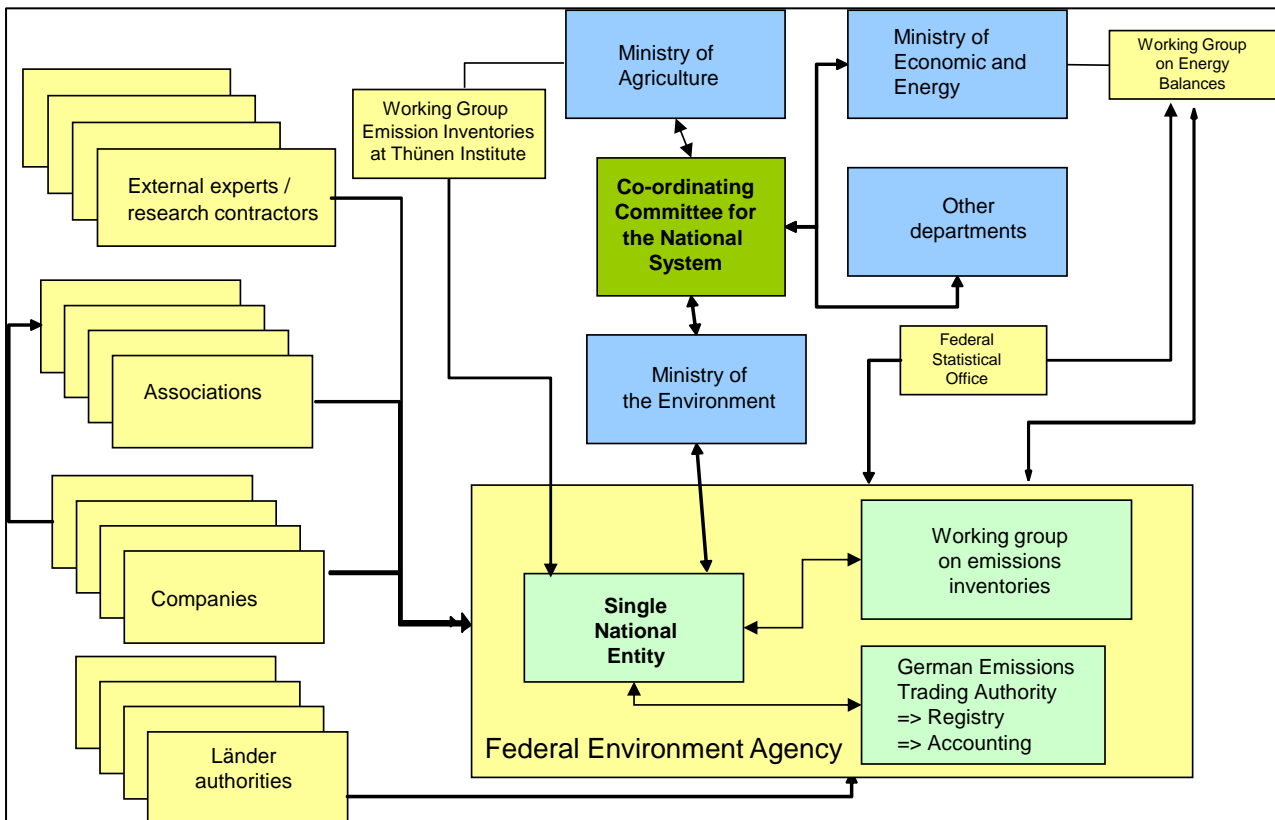 Ministry of
Agriculture
Ministry of
Economic and
Energy
Working Group
on Energy
Balances
Working Group
Emission Inventories
at Thünen Institute
External experts /
research contractors
Co-ordinating
Committee for
the National
System
Other
departments
Federal
Statistical
Office
Ministry of
the Environment
Associations
Companies
Länder
authorities
Working group
on emissions
inventories
Single
National
Entity
German Emissions
Trading Authority
=> Registry
=> Accounting
Federal Environment Agency